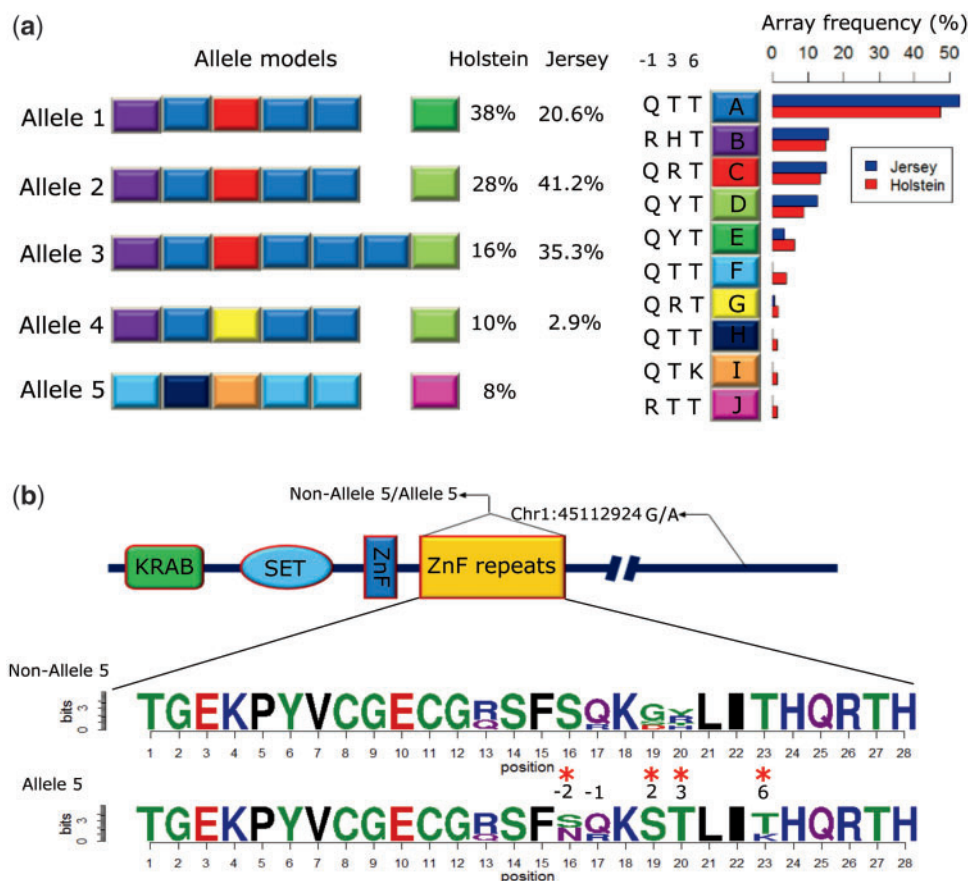 (a)
Array frequency (%)
Allele models Holstein Jersey -1 3 6 0 10 20 30 40 50
Allele 1 38% 20.6% Q T T A
R H T B
Allele 2 28% 41.2% Q R T C
Jersey
Holstein
Q Y T D
Allele 3 16% 35.3% Q Y T E
Q T T F
Allele 4 10% 2.9% Q R T G
Q T T H
Allele 5 8% Q T K I
R T T J
(b)
Non-Allele 5/Allele 5
Chr1:45112924 G/A
KRAB SET ZnF ZnF repeats
Non-Allele 5
bits
0 3
TGEKPYVCGECGRQSFSQRKGLITHQRTH
1 2 3 4 5 6 7 8 9 10 11 12 13 14 15 16 17 18 19 20 21 22 23 24 25 26 27 28
position
Allele 5
* * * *
-2 -1 2 3 6
bits
0 3
TGEKPYVCGECGRQSFSNQRKSTLITKHQRTH
1 2 3 4 5 6 7 8 9 10 11 12 13 14 15 16 17 18 19 20 21 22 23 24 25 26 27 28
position